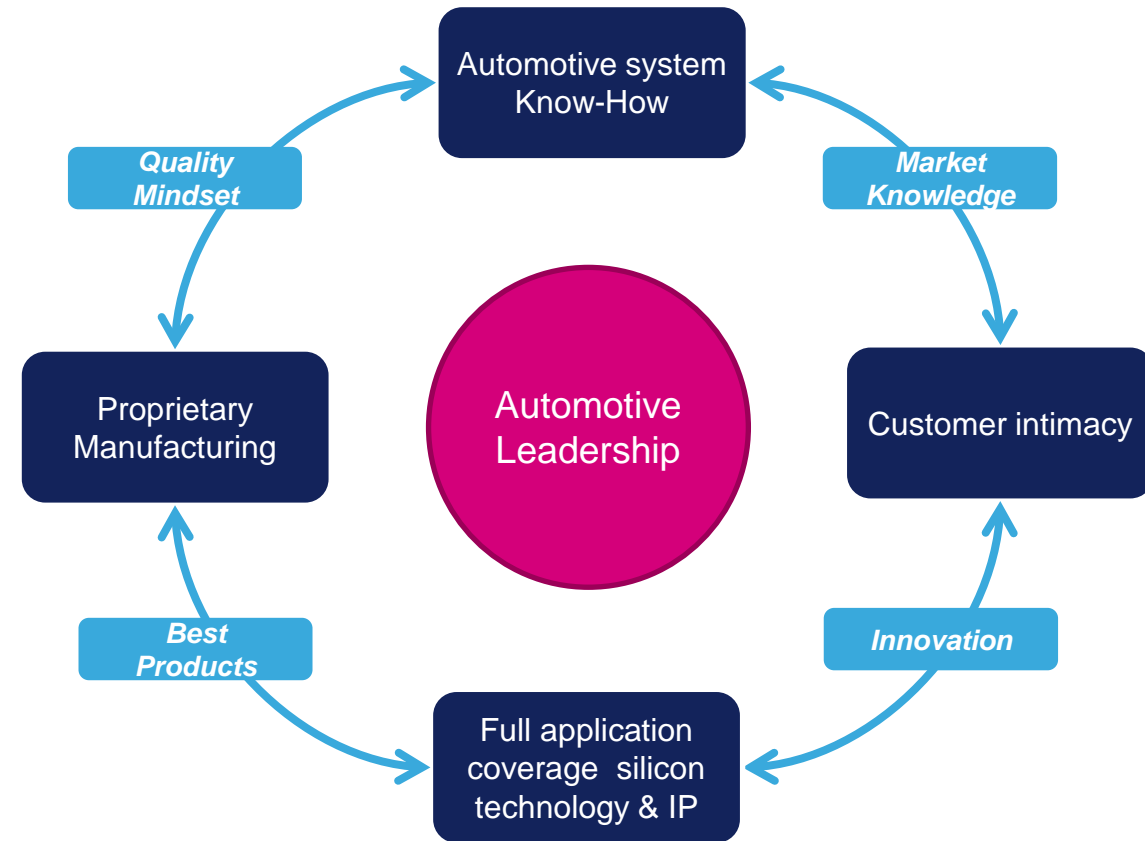 Automotive system
Know-How
Quality
Mindset
Market
Knowledge
Proprietary
Manufacturing
Automotive
Leadership
Customer intimacy
Best
Products
Innovation
Full application
coverage silicon
technology & IP